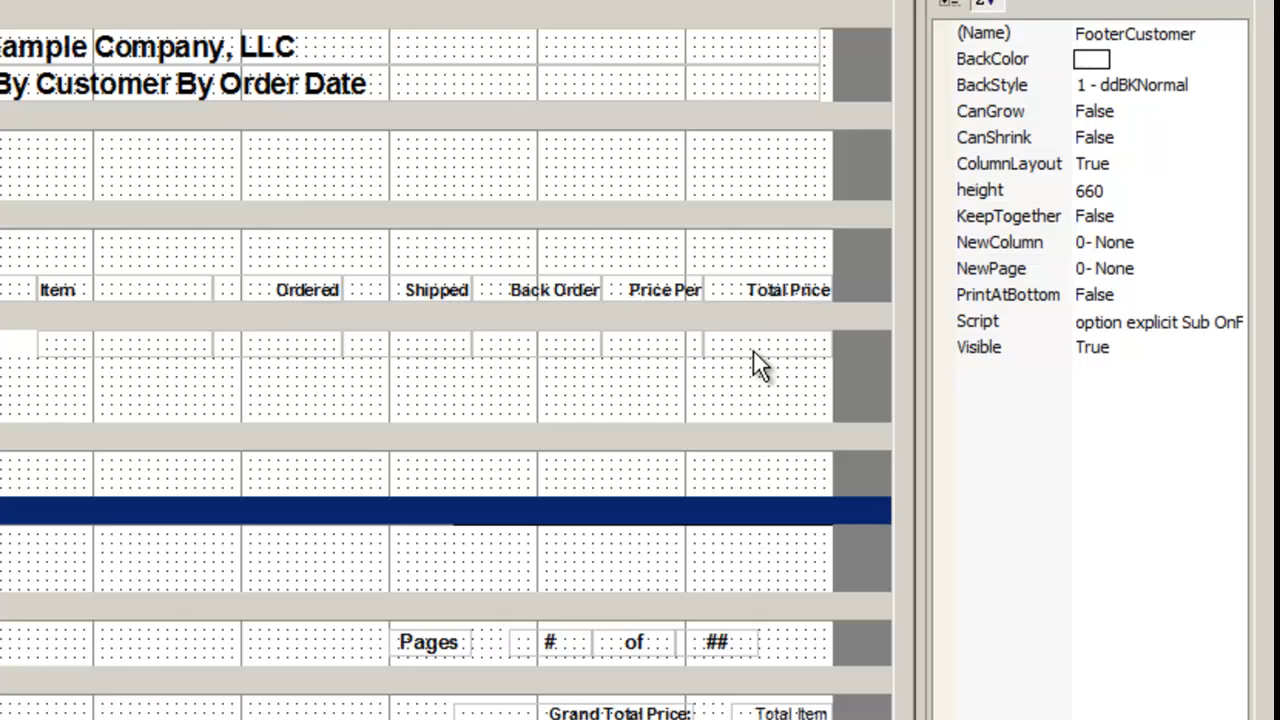 ample Company, LLC
By Customer By Order Date
Item Ordered Shipped Back Order Price Per Total Price
Pages # of ##
Grand Total Price: Total Item
(Name) FooterCustomer
BackColor
BackStyle 1 - ddBKNormal
CanGrow False
CanShrink False
ColumnLayout True
height 660
KeepTogether False
NewColumn 0- None
NewPage 0- None
PrintAtBottom False
Script option explicit Sub OnF
Visible True